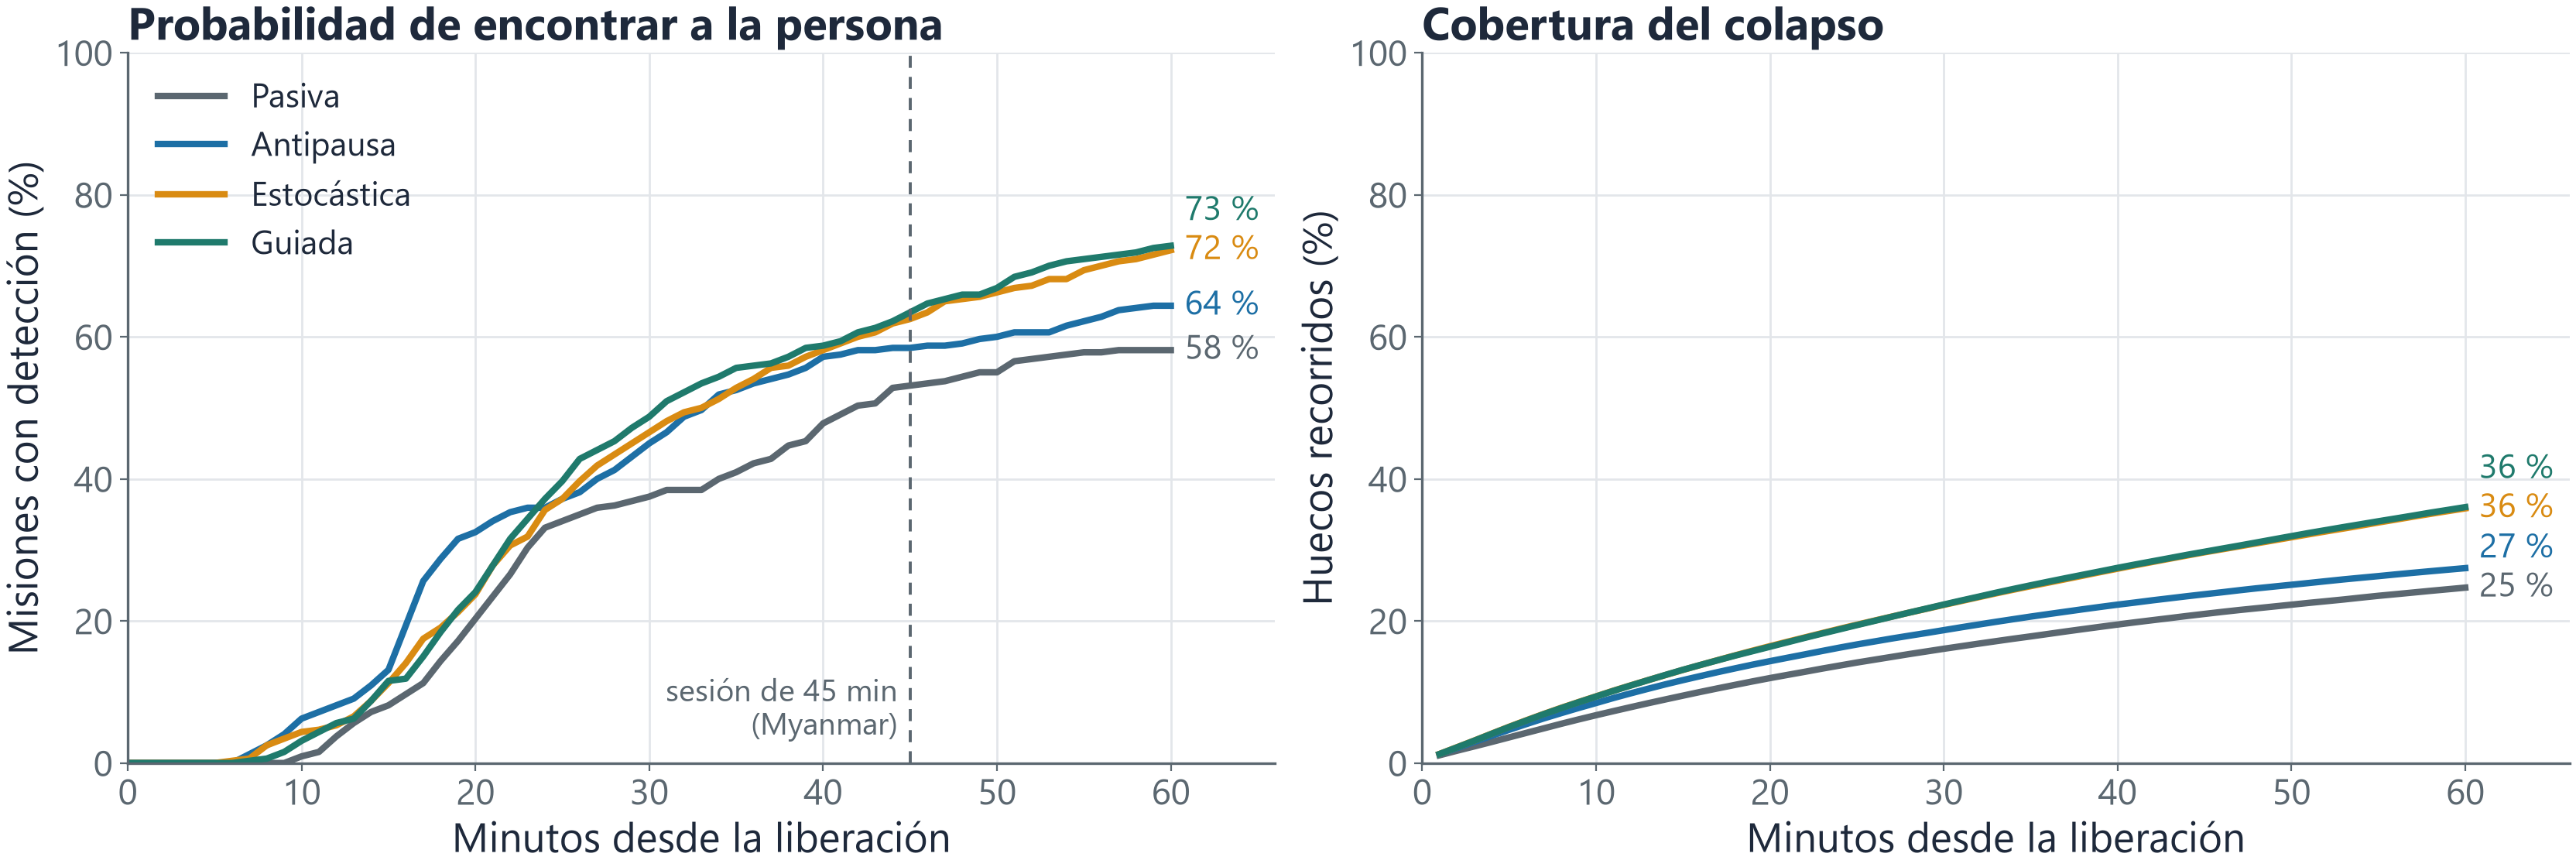 Probabilidad de encontrar a la persona
Misiones con detección (%)
100
80
60
40
20
0
Pasiva
Antipausa
Estocástica
Guiada
73 %
72 %
64 %
58 %
sesión de 45 min
(Myanmar)
0 10 20 30 40 50 60
Minutos desde la liberación
Cobertura del colapso
Huecos recorridos (%)
100
80
60
40
20
0
36 %
36 %
27 %
25 %
0 10 20 30 40 50 60
Minutos desde la liberación